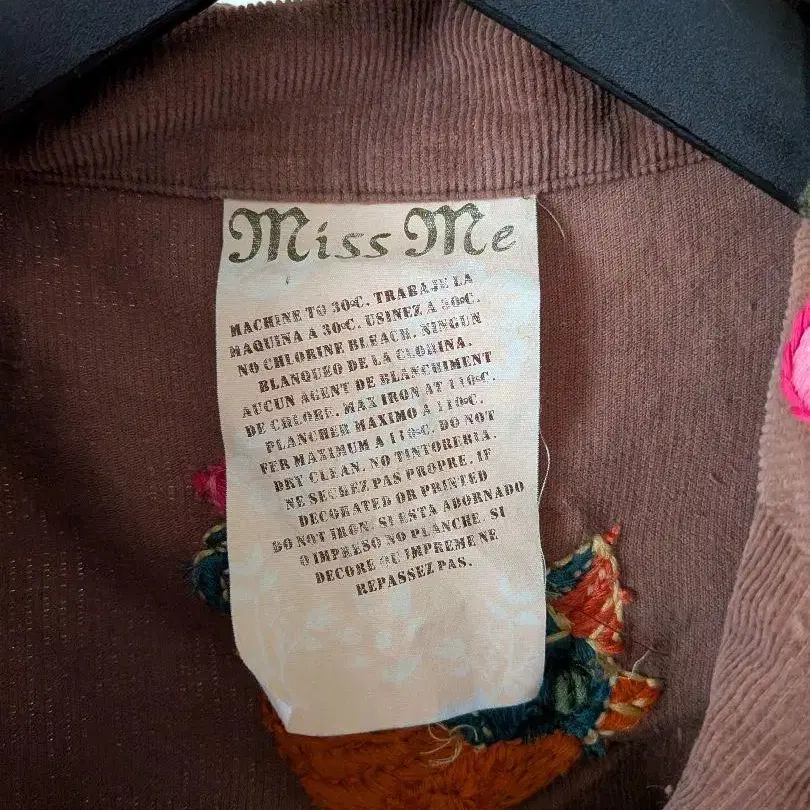 Miss Me
MACHINE TO 30°C. TRABAJE LA
MAQUINA A 30°C. USINEZ A 30°C.
NO CHLORINE BLEACH. NINGUN
BLANQUEO DE LA CLORINA.
AUCUN AGENT DE BLANCHIMENT
DE CHLORE. MAX IRON AT 110°C.
PLANCHER MAXIMO A 110°C.
FER MAXIMUM A 110°C. DO NOT
DRY CLEAN. NO TINTORERIA.
NE SECHEZ PAS PROPRE. IF
DECORATED OR PRINTED
DO NOT IRON. SI ESTA ADORNADO
O IMPRESO NO PLANCHE. SI
DECORE OU IMPREME NE
REPASSEZ PAS.